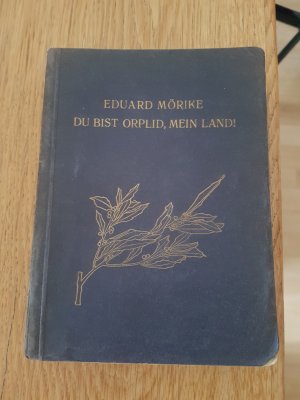 EDUARD MÖRIKE
DU BIST ORPLID, MEIN LAND!